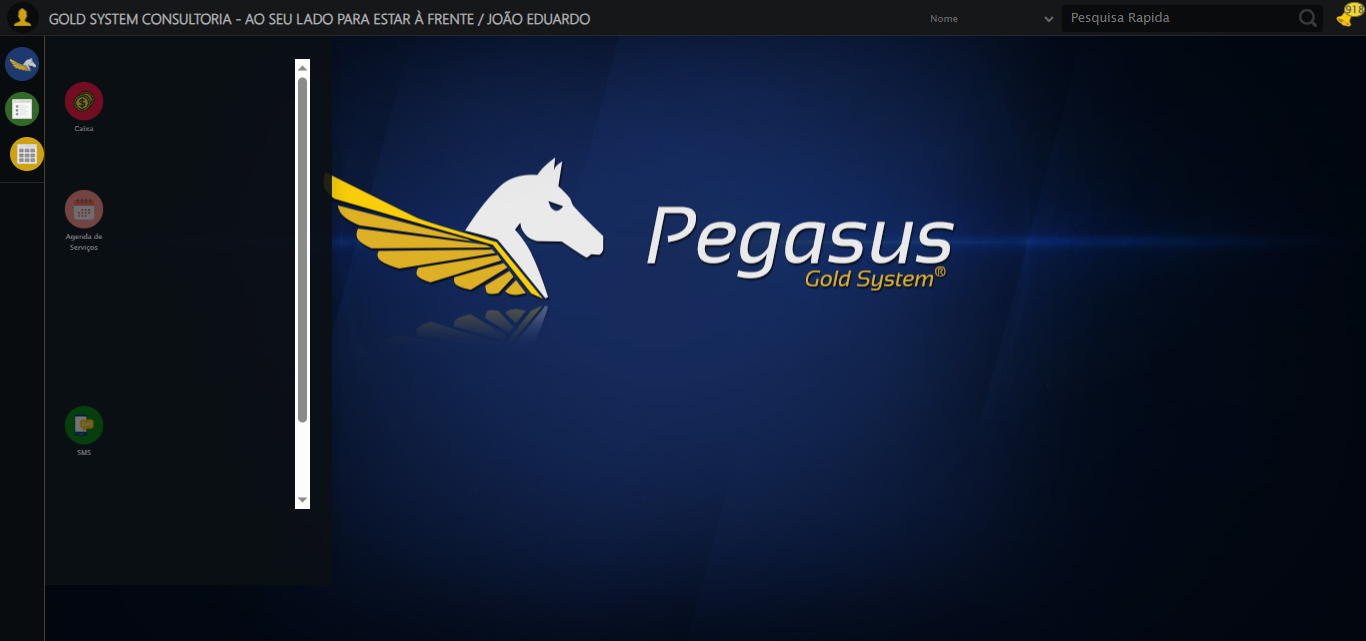 GOLD SYSTEM CONSULTORIA - AO SEU LADO PARA ESTAR À FRENTE / JOÃO EDUARDO
Nome
Pesquisa Rapida
918
Caixa
Agenda de
Serviços
SMS
Pegasus
Gold System®